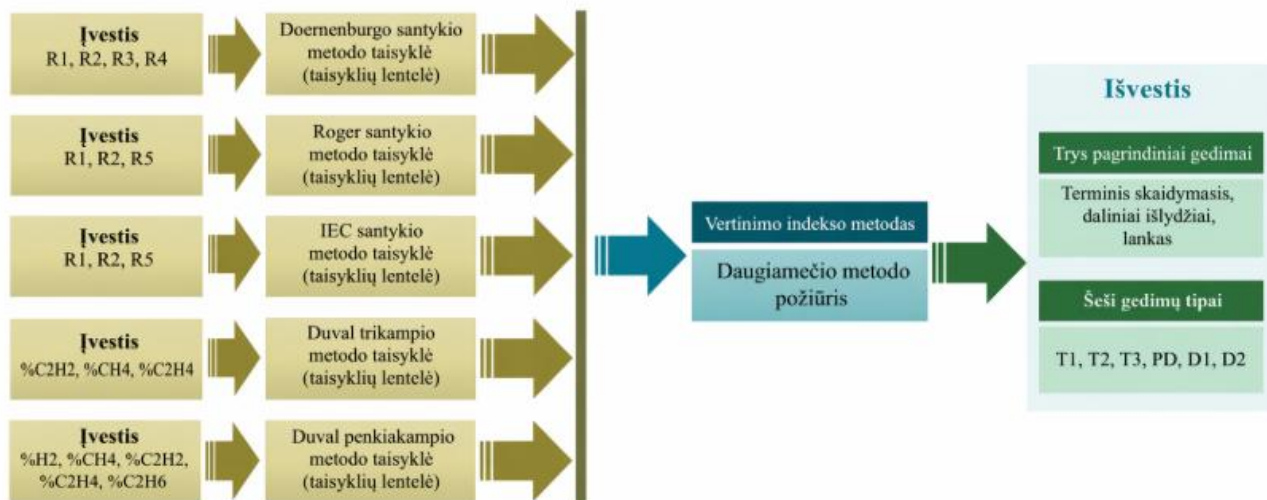 Įvestis
R1, R2, R3, R4
Doernenburgo santykio
metodo taisyklė
(taisyklių lentelė)
Įvestis
R1, R2, R5
Roger santykio
metodo taisyklė
(taisyklių lentelė)
Įvestis
R1, R2, R5
IEC santykio
metodo taisyklė
(taisyklių lentelė)
Įvestis
%C2H2, %CH4, %C2H4
Duval trikampio
metodo taisyklė
(taisyklių lentelė)
Įvestis
%H2, %CH4, %C2H2,
%C2H4, %C2H6
Duval penkiakampio
metodo taisyklė
(taisyklių lentelė)
Vertinimo indekso metodas
Daugiamečio metodo
požiūris
Išvestis
Trys pagrindiniai gedimai
Terminis skaidymasis,
daliniai išlydžiai,
lankas
Šeši gedimų tipai
T1, T2, T3, PD, D1, D2